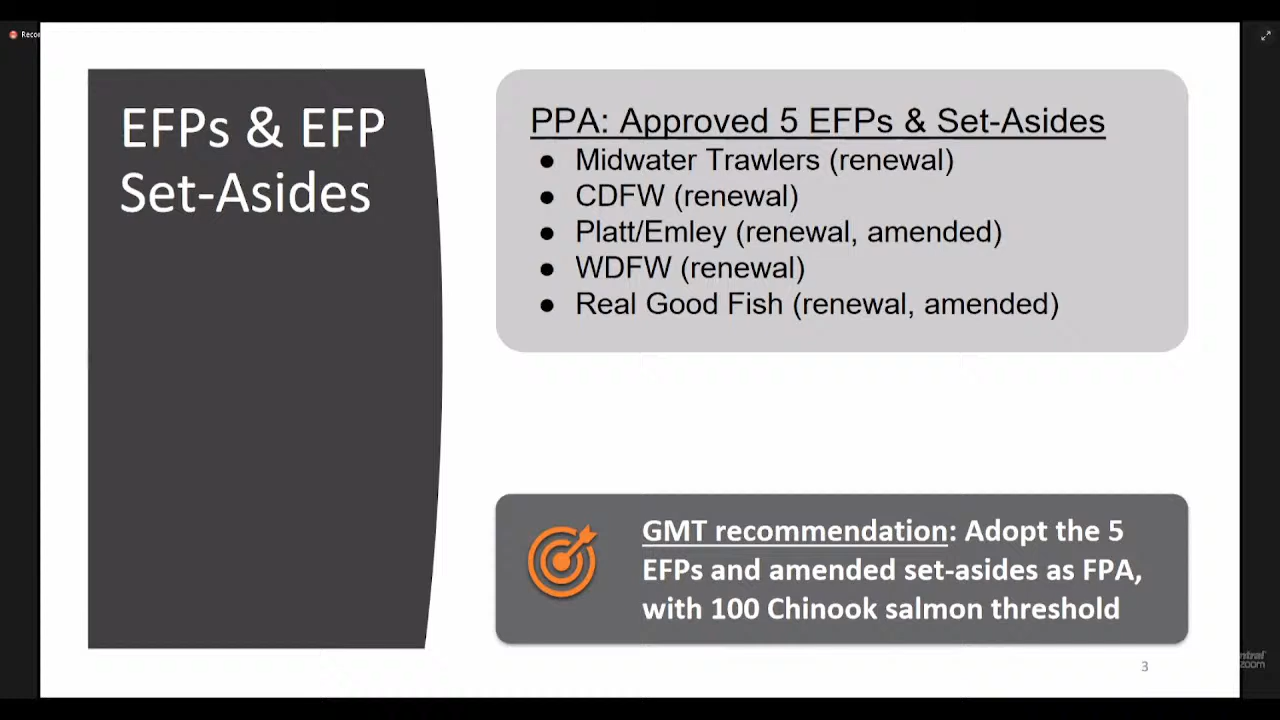 Recor
EFPs & EFP
Set-Asides
PPA: Approved 5 EFPs & Set-Asides
● Midwater Trawlers (renewal)
● CDFW (renewal)
● Platt/Emley (renewal, amended)
● WDFW (renewal)
● Real Good Fish (renewal, amended)
GMT recommendation: Adopt the 5
EFPs and amended set-asides as FPA,
with 100 Chinook salmon threshold
3
zoom